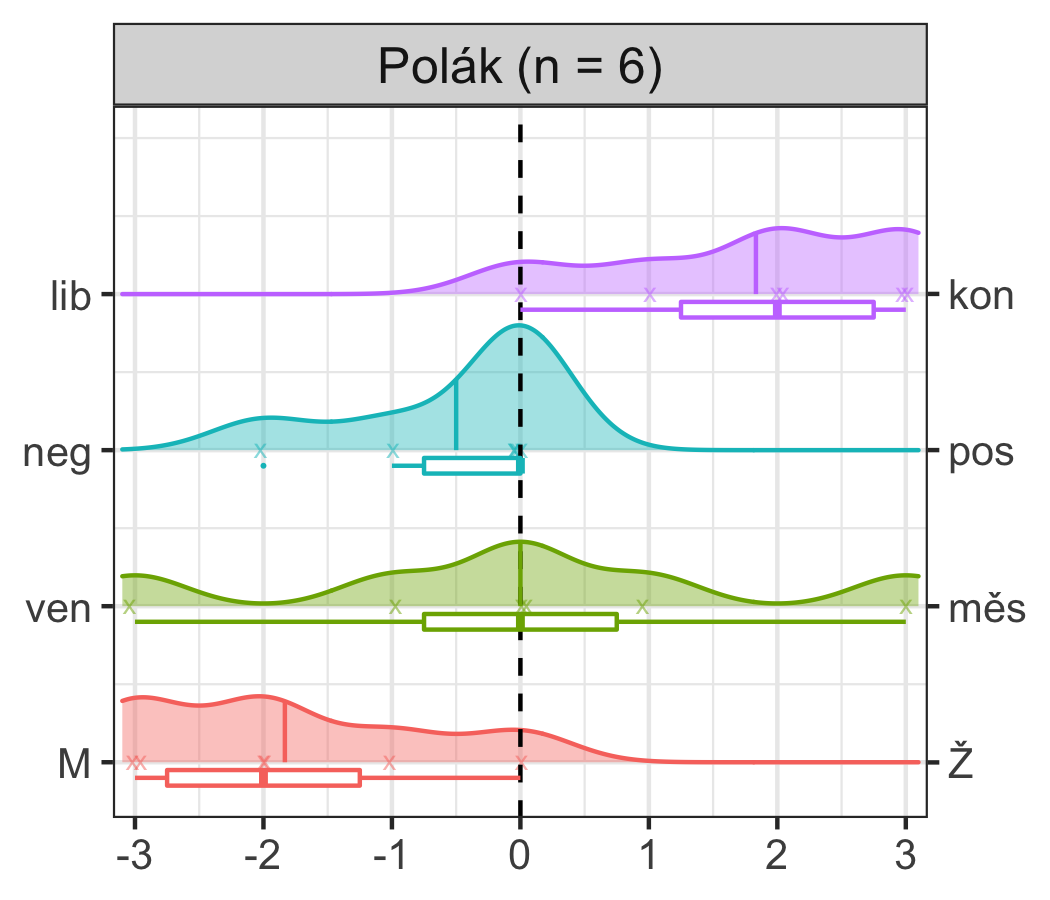 Polák (n = 6)
lib kon
neg pos
ven měs
M Ž
-3 -2 -1 0 1 2 3